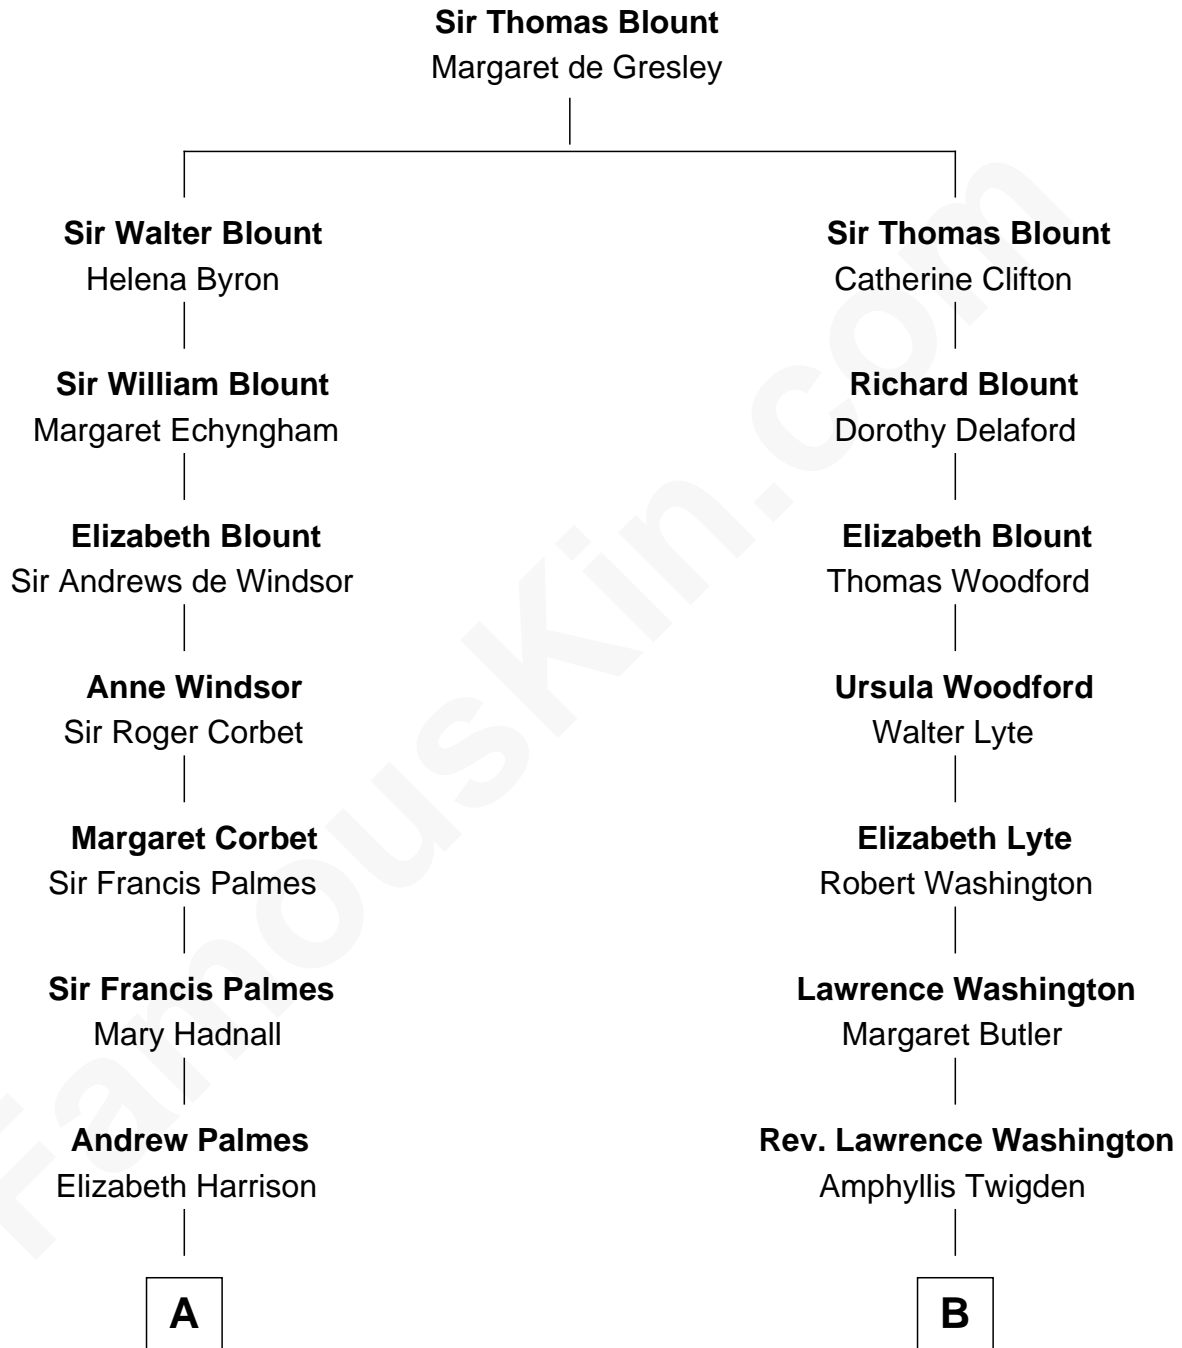 Sir Thomas Blount
Margaret de Gresley
Sir Walter Blount
Helena Byron
Sir Thomas Blount
Catherine Clifton
Sir William Blount
Margaret Echyngham
Richard Blount
Dorothy Delaford
Elizabeth Blount
Sir Andrews de Windsor
Elizabeth Blount
Thomas Woodford
Anne Windsor
Sir Roger Corbet
Ursula Woodford
Walter Lyte
Margaret Corbet
Sir Francis Palmes
Elizabeth Lyte
Robert Washington
Sir Francis Palmes
Mary Hadnall
Lawrence Washington
Margaret Butler
Andrew Palmes
Elizabeth Harrison
Rev. Lawrence Washington
Amphyllis Twigden
A
B
FamousKin.com